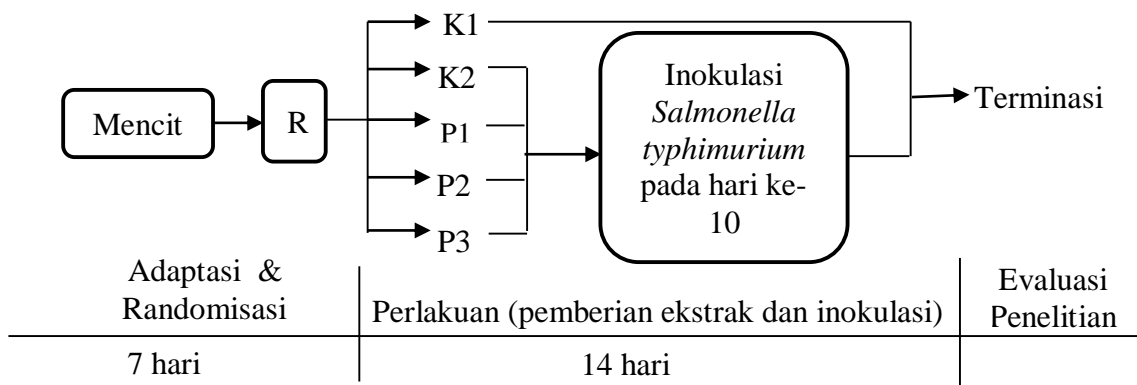 K1
K2
Mencit
R
P1
P2
P3
Inokulasi
Salmonella
typhimurium
pada hari ke-
10
Terminasi
Adaptasi &
Randomisasi
Perlakuan (pemberian ekstrak dan inokulasi)
Evaluasi
Penelitian
7 hari
14 hari